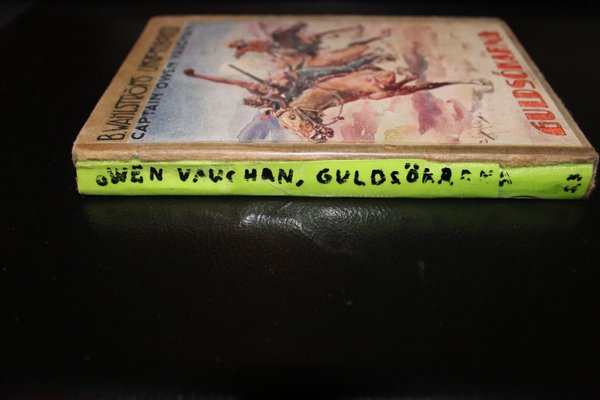 B. WAHLSTRÖMS UNGDOMSBÖCKER
CAPTAIN OWEN VAUGHAN
GULDSÖKARNA
OWEN VAUGHAN, GULDSÖKARNA